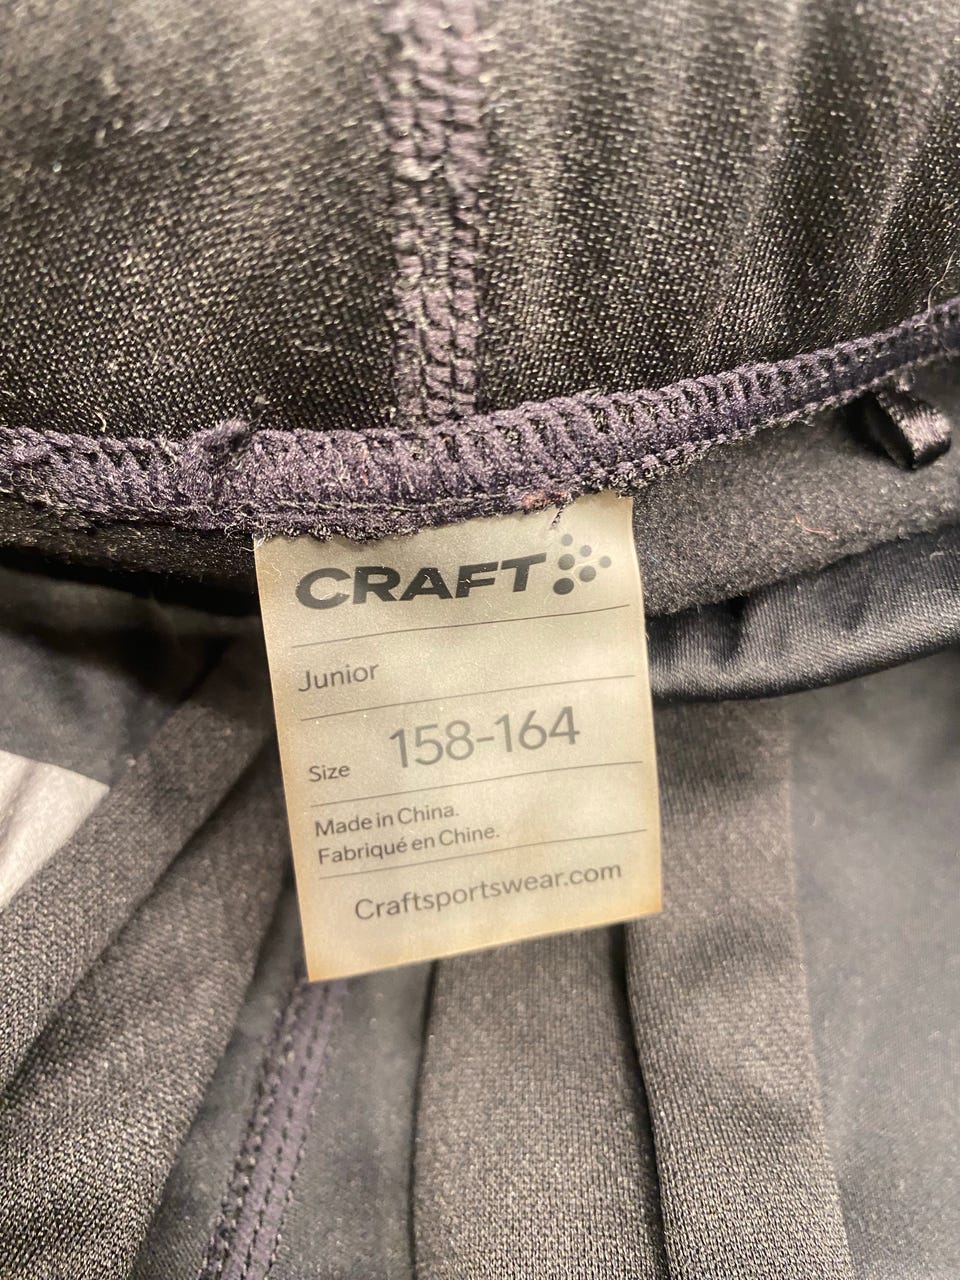 CRAFT
Junior
Size 158-164
Made in China.
Fabriqué en Chine.
Craftsportswear.com